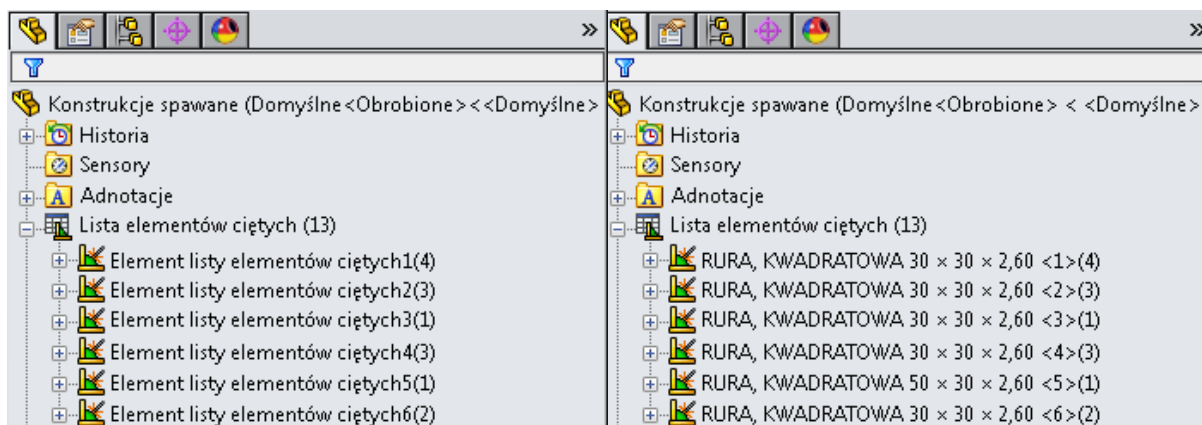 »
Konstrukcje spawane (Domyślne<Obrobione><<Domyślne>
Historia
Sensory
A Adnotacje
Lista elementów ciętych (13)
Element listy elementów ciętych1(4)
Element listy elementów ciętych2(3)
Element listy elementów ciętych3(1)
Element listy elementów ciętych4(3)
Element listy elementów ciętych5(1)
Element listy elementów ciętych6(2)
»
Konstrukcje spawane (Domyślne<Obrobione> < <Domyślne>
Historia
Sensory
A Adnotacje
Lista elementów ciętych (13)
RURA, KWADRATOWA 30 × 30 × 2,60 <1>(4)
RURA, KWADRATOWA 30 × 30 × 2,60 <2>(3)
RURA, KWADRATOWA 30 × 30 × 2,60 <3>(1)
RURA, KWADRATOWA 30 × 30 × 2,60 <4>(3)
RURA, KWADRATOWA 50 × 30 × 2,60 <5>(1)
RURA, KWADRATOWA 30 × 30 × 2,60 <6>(2)